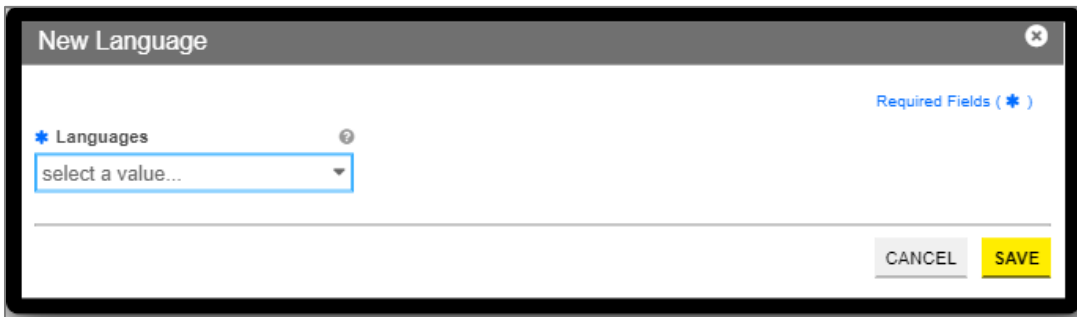 New Language
Required Fields ( * )
* Languages
select a value...
CANCEL SAVE